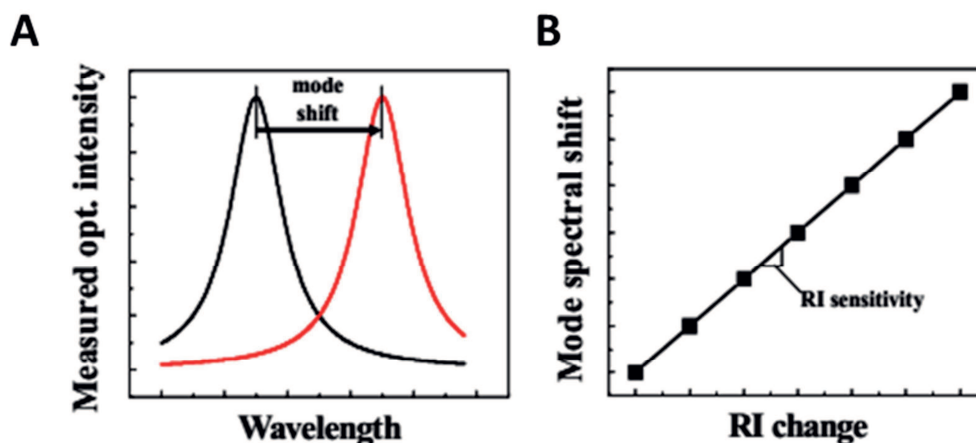 A
B
mode
shift
Measured opt. intensity
Wavelength
Mode spectral shift
RI sensitivity
RI change